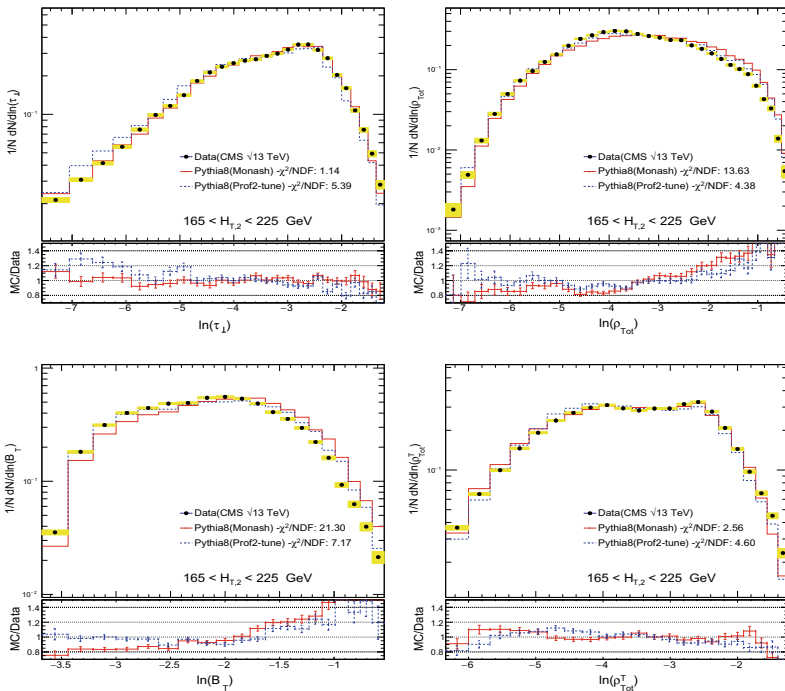 1/N dN/dln(τ⊥)
10⁻¹
Data(CMS √13 TeV)
Pythia8(Monash) -χ²/NDF: 1.14
Pythia8(Prof2-tune) -χ²/NDF: 5.39
165 < H_T,2 < 225 GeV
MC/Data
1.4
1.2
1
0.8
−7 −6 −5 −4 −3 −2
ln(τ⊥)
1/N dN/dln(ρ_Tot)
1
10⁻¹
10⁻²
10⁻³
Data(CMS √13 TeV)
Pythia8(Monash) -χ²/NDF: 13.63
Pythia8(Prof2-tune) -χ²/NDF: 4.38
165 < H_T,2 < 225 GeV
MC/Data
1.4
1.2
1
0.8
−7 −6 −5 −4 −3 −2 −1
ln(ρ_Tot)
1/N dN/dln(B_T)
1
10⁻¹
10⁻²
Data(CMS √13 TeV)
Pythia8(Monash) -χ²/NDF: 21.30
Pythia8(Prof2-tune) -χ²/NDF: 7.17
165 < H_T,2 < 225 GeV
MC/Data
1.4
1.2
1
0.8
−3.5 −3 −2.5 −2 −1.5 −1
ln(B_T)
1/N dN/dln(ρ^T_Tot)
10⁻¹
Data(CMS √13 TeV)
Pythia8(Monash) -χ²/NDF: 2.56
Pythia8(Prof2-tune) -χ²/NDF: 4.60
165 < H_T,2 < 225 GeV
MC/Data
1.4
1.2
1
0.8
−6 −5 −4 −3 −2
ln(ρ^T_Tot)